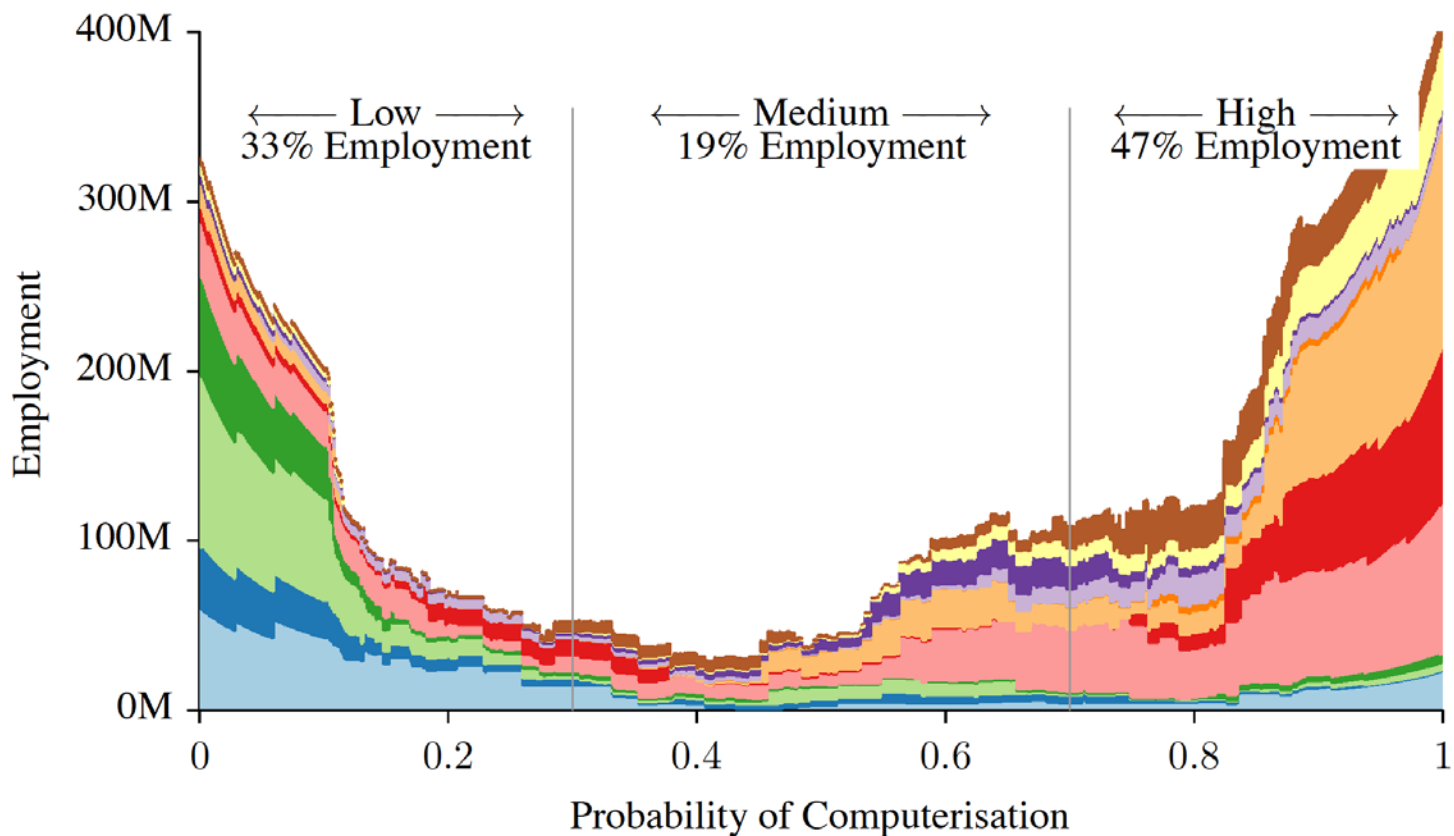 400M
300M
200M
100M
0M
Employment
← Low →
33% Employment
← Medium →
19% Employment
← High →
47% Employment
0 0.2 0.4 0.6 0.8 1
Probability of Computerisation